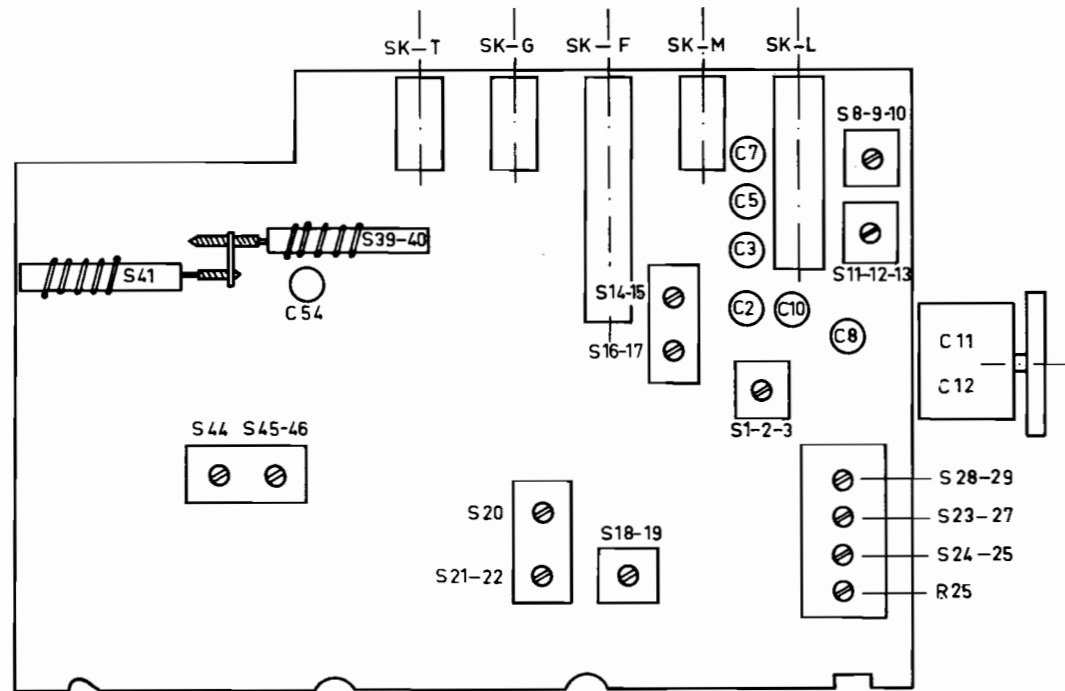 SK-T SK-G SK-F SK-M SK-L
S8-9-10
C7
C5
S39-40
C3
S41
S11-12-13
S14-15
C54
C2 C10
C8
C11
S16-17
C12
S1-2-3
S44 S45-46
S28-29
S20
S23-27
S18-19
S24-25
S21-22
R25